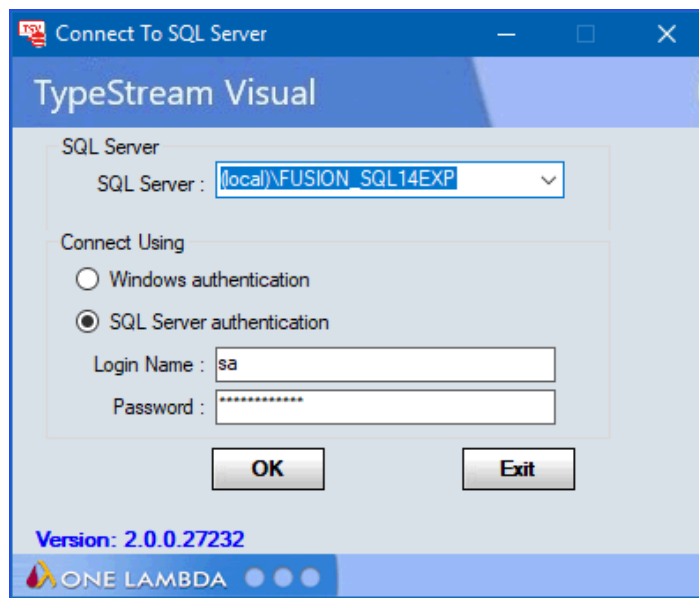 TSV Connect To SQL Server
TypeStream Visual
SQL Server
SQL Server : (local)\FUSION_SQL14EXP
Connect Using
Windows authentication
SQL Server authentication
Login Name : sa
Password : ************
OK Exit
Version: 2.0.0.27232
ONE LAMBDA